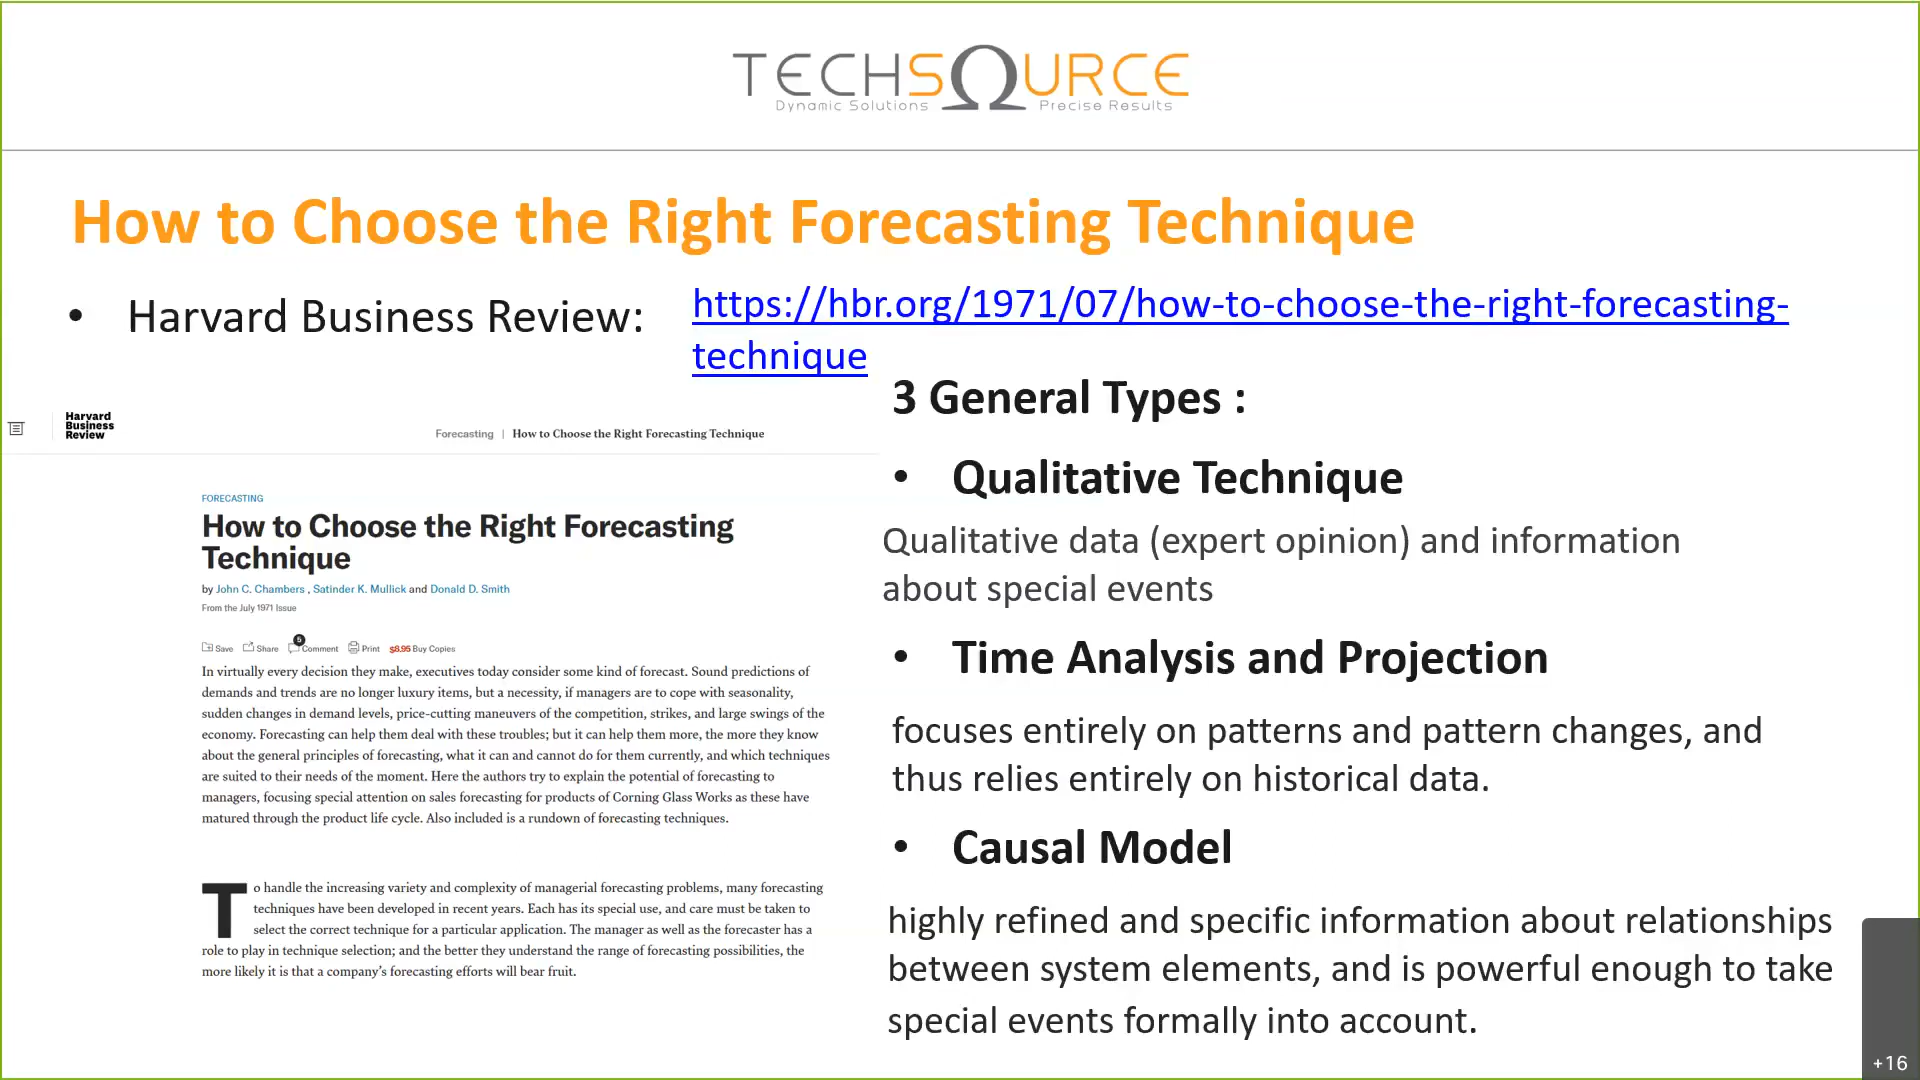 TECHSOURCE
Dynamic Solutions Precise Results
How to Choose the Right Forecasting Technique
• Harvard Business Review:
https://hbr.org/1971/07/how-to-choose-the-right-forecasting-
technique
Harvard
Business
Review
Forecasting | How to Choose the Right Forecasting Technique
FORECASTING
How to Choose the Right Forecasting
Technique
by John C. Chambers , Satinder K. Mullick and Donald D. Smith
From the July 1971 Issue
Save Share 5 Comment Print $8.95 Buy Copies
In virtually every decision they make, executives today consider some kind of forecast. Sound predictions of
demands and trends are no longer luxury items, but a necessity, if managers are to cope with seasonality,
sudden changes in demand levels, price-cutting maneuvers of the competition, strikes, and large swings of the
economy. Forecasting can help them deal with these troubles; but it can help them more, the more they know
about the general principles of forecasting, what it can and cannot do for them currently, and which techniques
are suited to their needs of the moment. Here the authors try to explain the potential of forecasting to
managers, focusing special attention on sales forecasting for products of Corning Glass Works as these have
matured through the product life cycle. Also included is a rundown of forecasting techniques.
To handle the increasing variety and complexity of managerial forecasting problems, many forecasting
techniques have been developed in recent years. Each has its special use, and care must be taken to
select the correct technique for a particular application. The manager as well as the forecaster has a
role to play in technique selection; and the better they understand the range of forecasting possibilities, the
more likely it is that a company's forecasting efforts will bear fruit.
3 General Types :
• Qualitative Technique
Qualitative data (expert opinion) and information
about special events
• Time Analysis and Projection
focuses entirely on patterns and pattern changes, and
thus relies entirely on historical data.
• Causal Model
highly refined and specific information about relationships
between system elements, and is powerful enough to take
special events formally into account.
+16